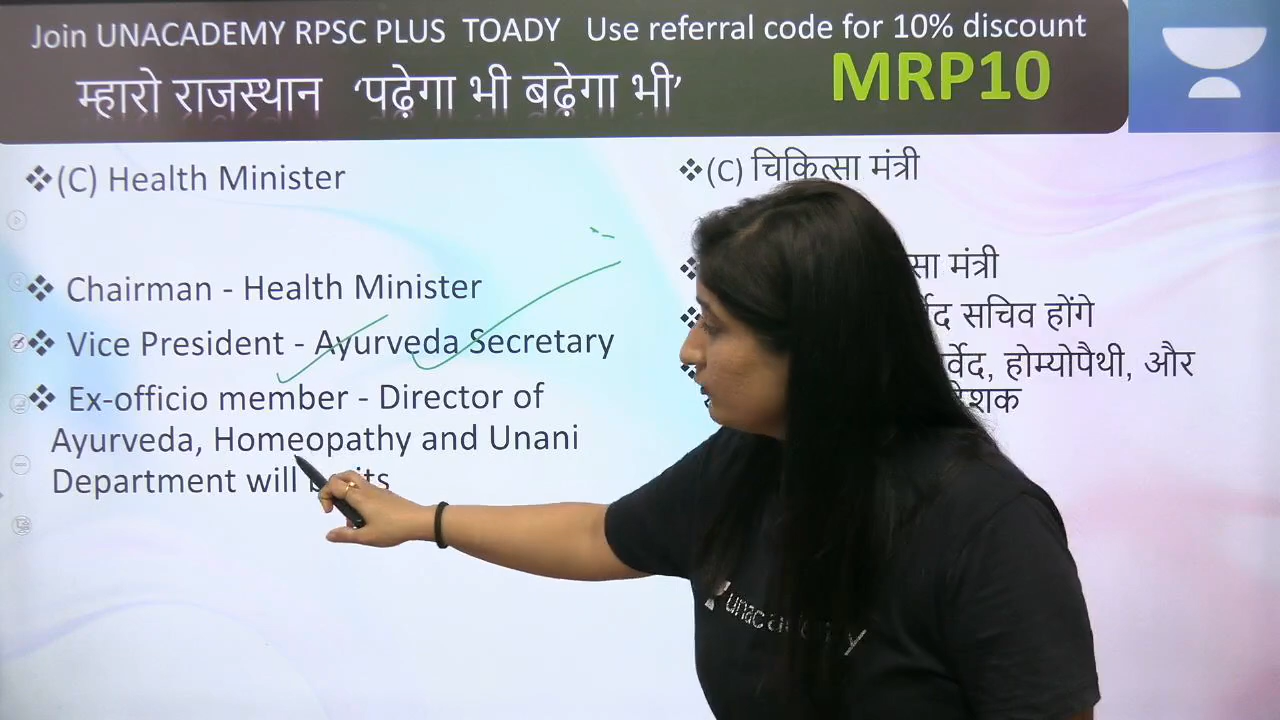 Join UNACADEMY RPSC PLUS TOADY Use referral code for 10% discount
म्हारो राजस्थान ‘पढ़ेगा भी बढ़ेगा भी’ MRP10
❖(C) Health Minister
❖ Chairman - Health Minister
❖ Vice President - Ayurveda Secretary
❖ Ex-officio member - Director of
Ayurveda, Homeopathy and Unani
Department will
❖(C) चिकित्सा मंत्री
मंत्री
सचिव होंगे
होम्योपैथी, और
unacademy